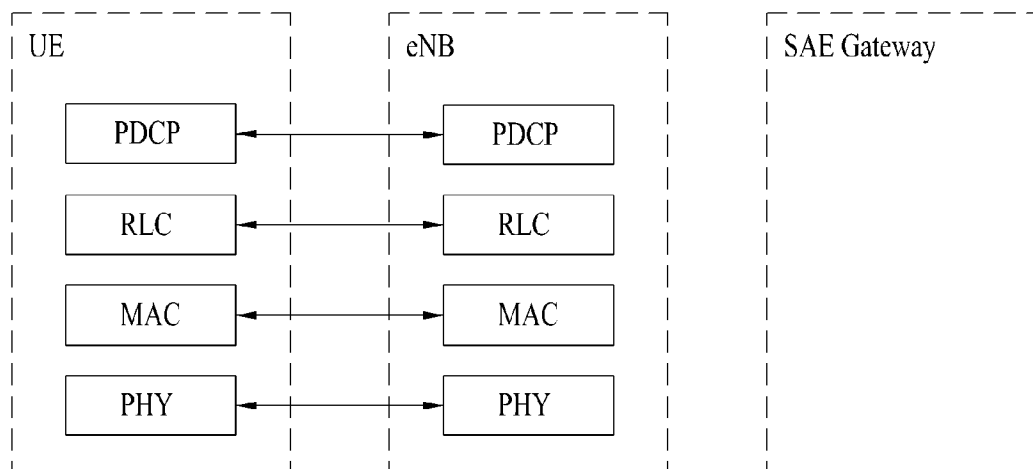 UE
eNB
SAE Gateway
PDCP
PDCP
RLC
RLC
MAC
MAC
PHY
PHY